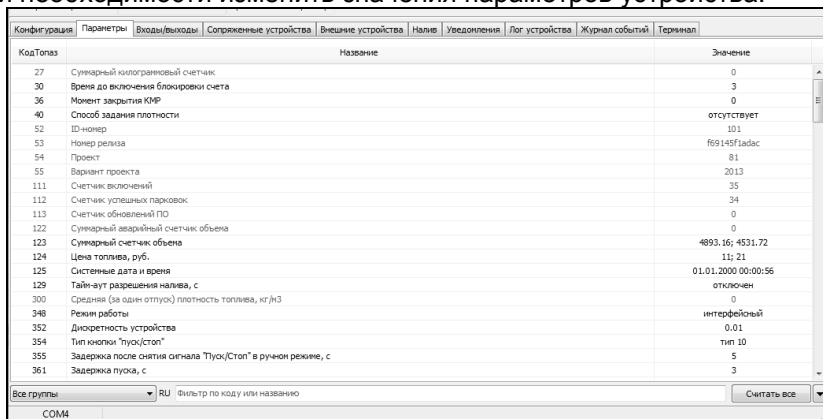 и необходимости изменить значения параметров устройства.
Конфигурация Параметры Входы/выходы Сопряженные устройства Внешние устройства Налив Уведомления Лог устройства Журнал событий Терминал
КодТопаз Название Значение
27 Суммарный килограммовый счетчик 0
30 Время до включения блокировки счета 3
36 Момент закрытия КМР 0
40 Способ задания плотности отсутствует
52 ID-номер 101
53 Номер релиза f69145f1adac
54 Проект 81
55 Вариант проекта 2013
111 Счетчик включений 35
112 Счетчик успешных парковок 34
113 Счетчик обновлений ПО 0
122 Суммарный аварийный счетчик объема 0
123 Суммарный счетчик объема 4893.16; 4531.72
124 Цена топлива, руб. 11; 21
125 Системные дата и время 01.01.2000 00:00:56
129 Тайм-аут разрешения налива, с отключен
300 Средняя (за один отпуск) плотность топлива, кг/м3 0
348 Режим работы интерфейсный
352 Дискретность устройства 0.01
354 Тип кнопки "пуск/стоп" тип 10
355 Задержка после снятия сигнала "Пуск/Стоп" в ручном режиме, с 5
361 Задержка пуска, с 3
Все группы RU Фильтр по коду или названию Считать все
COM4